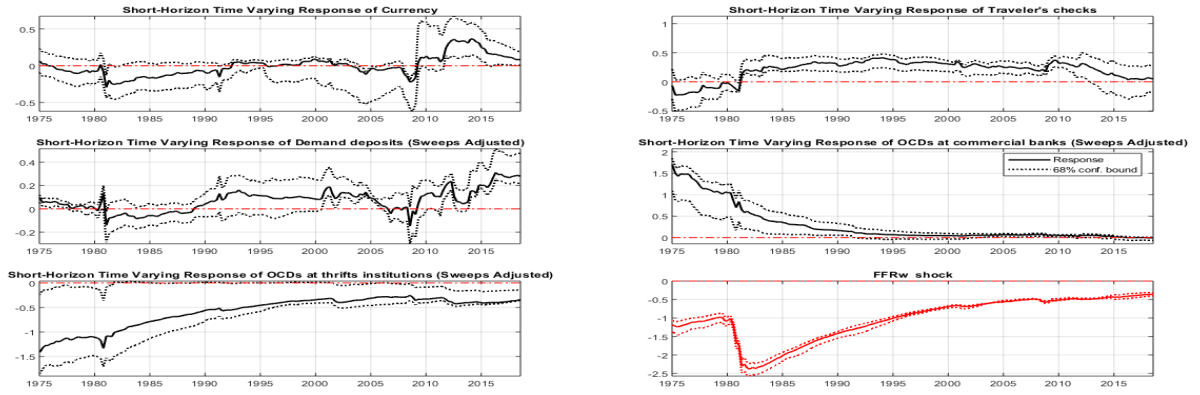 Short-Horizon Time Varying Response of Currency
0.5
0
-0.5
1975 1980 1985 1990 1995 2000 2005 2010 2015
Short-Horizon Time Varying Response of Traveler's checks
1
0.5
0
-0.5
1975 1980 1985 1990 1995 2000 2005 2010 2015
Short-Horizon Time Varying Response of Demand deposits (Sweeps Adjusted)
0.4
0.2
0
-0.2
1975 1980 1985 1990 1995 2000 2005 2010 2015
Short-Horizon Time Varying Response of OCDs at commercial banks (Sweeps Adjusted)
2
1.5
1
0.5
0
Response
68% conf. bound
1975 1980 1985 1990 1995 2000 2005 2010 2015
Short-Horizon Time Varying Response of OCDs at thrifts institutions (Sweeps Adjusted)
0
-0.5
-1
-1.5
1975 1980 1985 1990 1995 2000 2005 2010 2015
FFRw shock
0
-0.5
-1
-1.5
-2
-2.5
1975 1980 1985 1990 1995 2000 2005 2010 2015